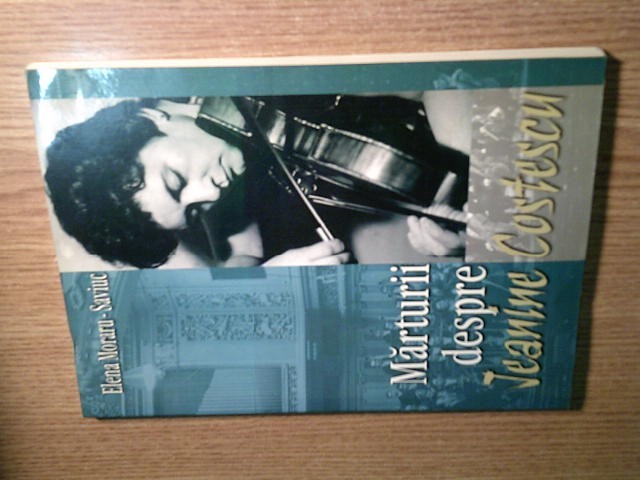 Elena Moraru - Saviuc
Mărturii
despre
Jeanine Costescu